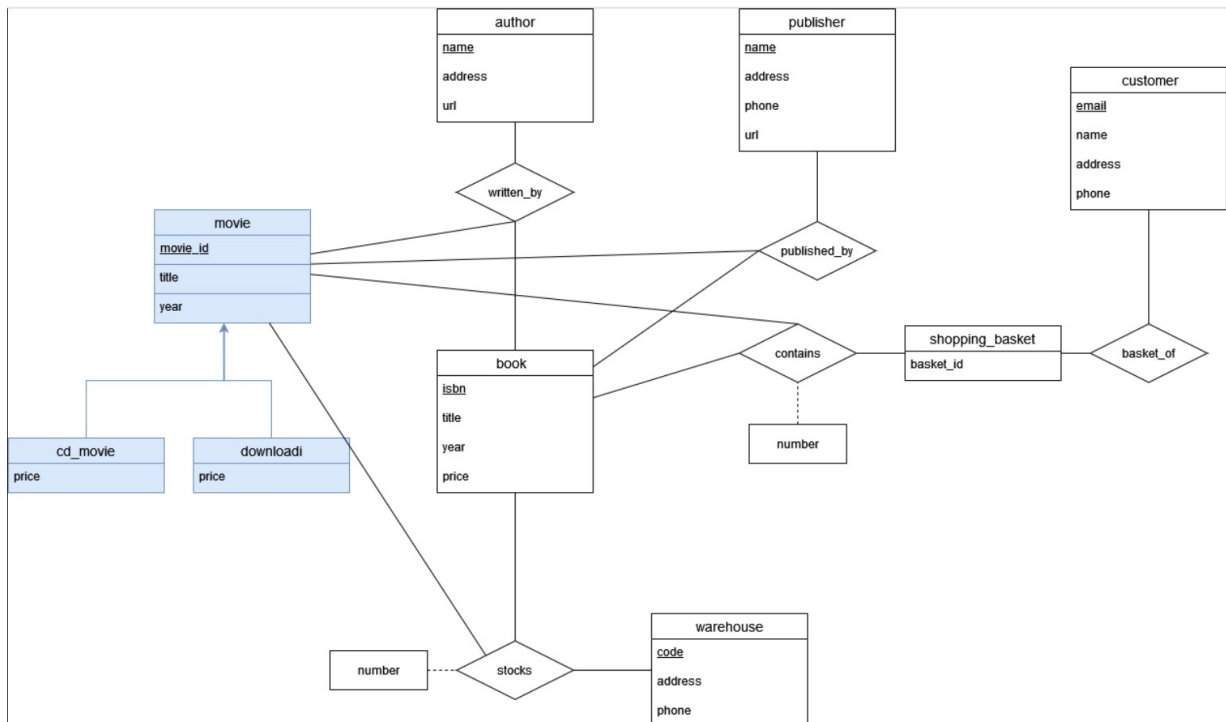 author
name
address
url
publisher
name
address
phone
url
customer
email
name
address
phone
written_by
published_by
movie
movie_id
title
year
contains
shopping_basket
basket_id
basket_of
number
book
isbn
title
year
price
cd_movie
price
downloadi
price
number
stocks
warehouse
code
address
phone